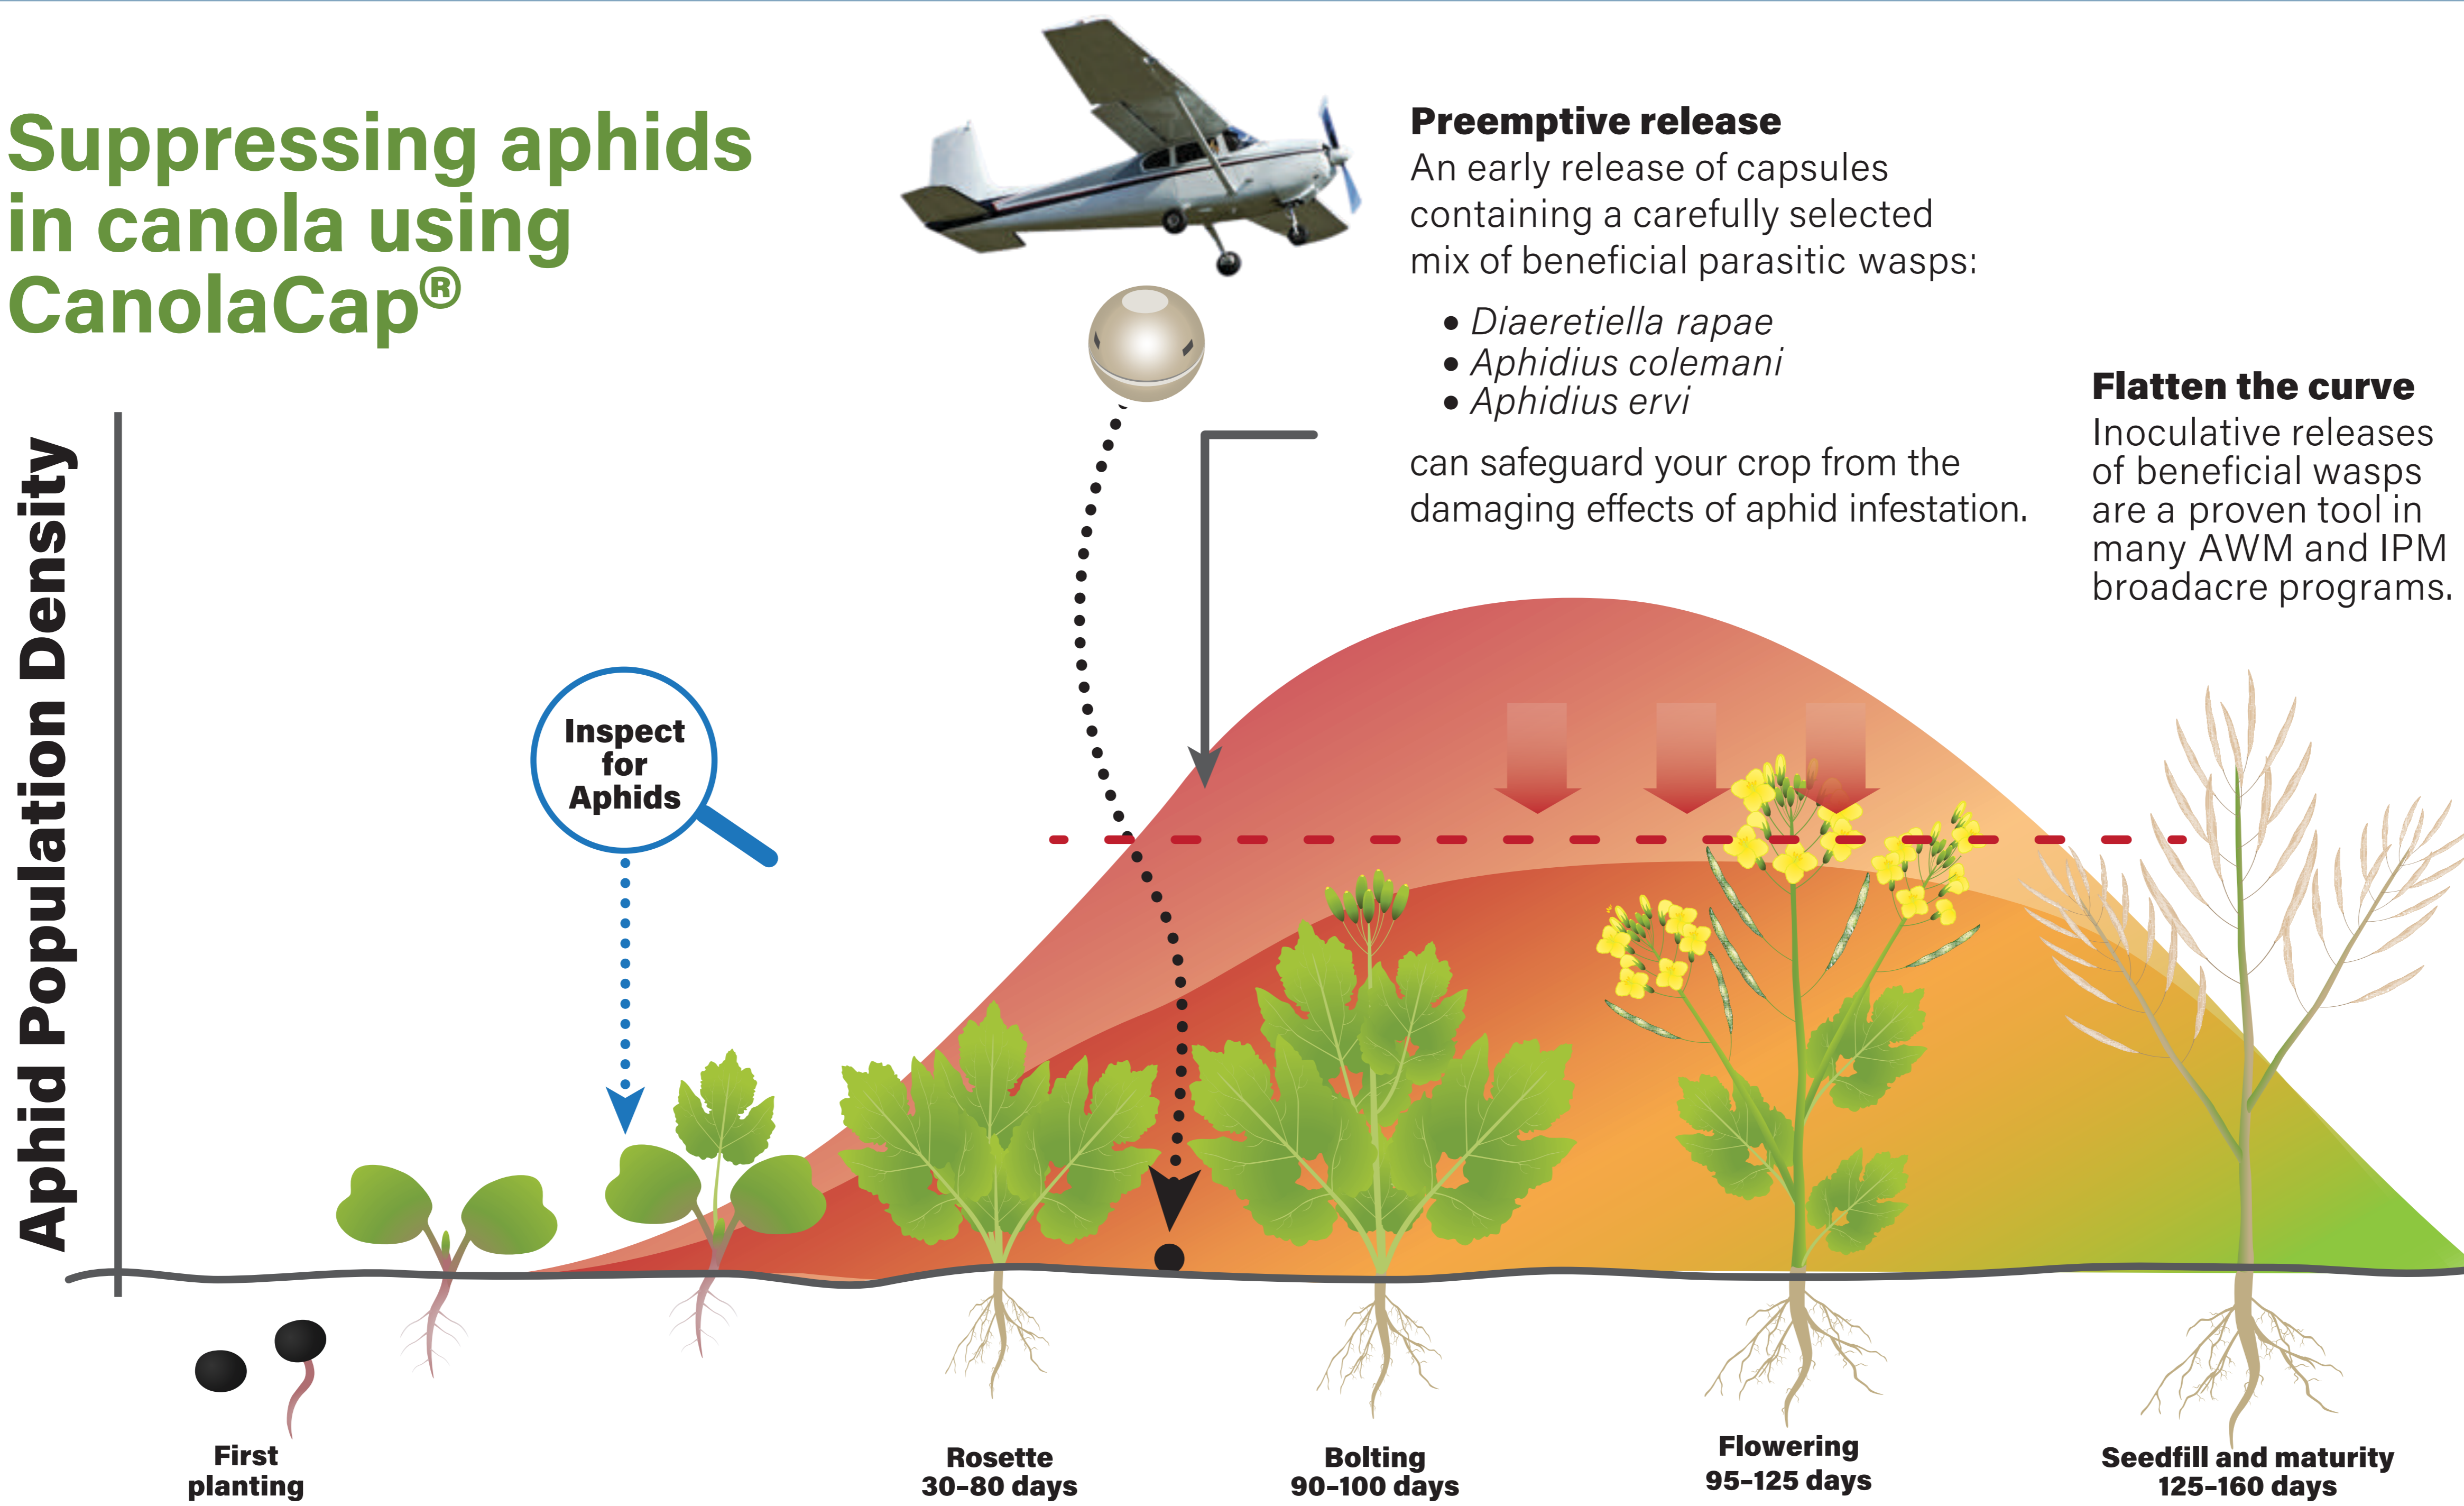 Suppressing aphids
in canola using
CanolaCap®
Preemptive release
An early release of capsules
containing a carefully selected
mix of beneficial parasitic wasps:
• Diaeretiella rapae
• Aphidius colemani
• Aphidius ervi
can safeguard your crop from the
damaging effects of aphid infestation.
Flatten the curve
Inoculative releases
of beneficial wasps
are a proven tool in
many AWM and IPM
broadacre programs.
Aphid Population Density
Inspect
for
Aphids
First
planting
Rosette
30–80 days
Bolting
90–100 days
Flowering
95–125 days
Seedfill and maturity
125–160 days